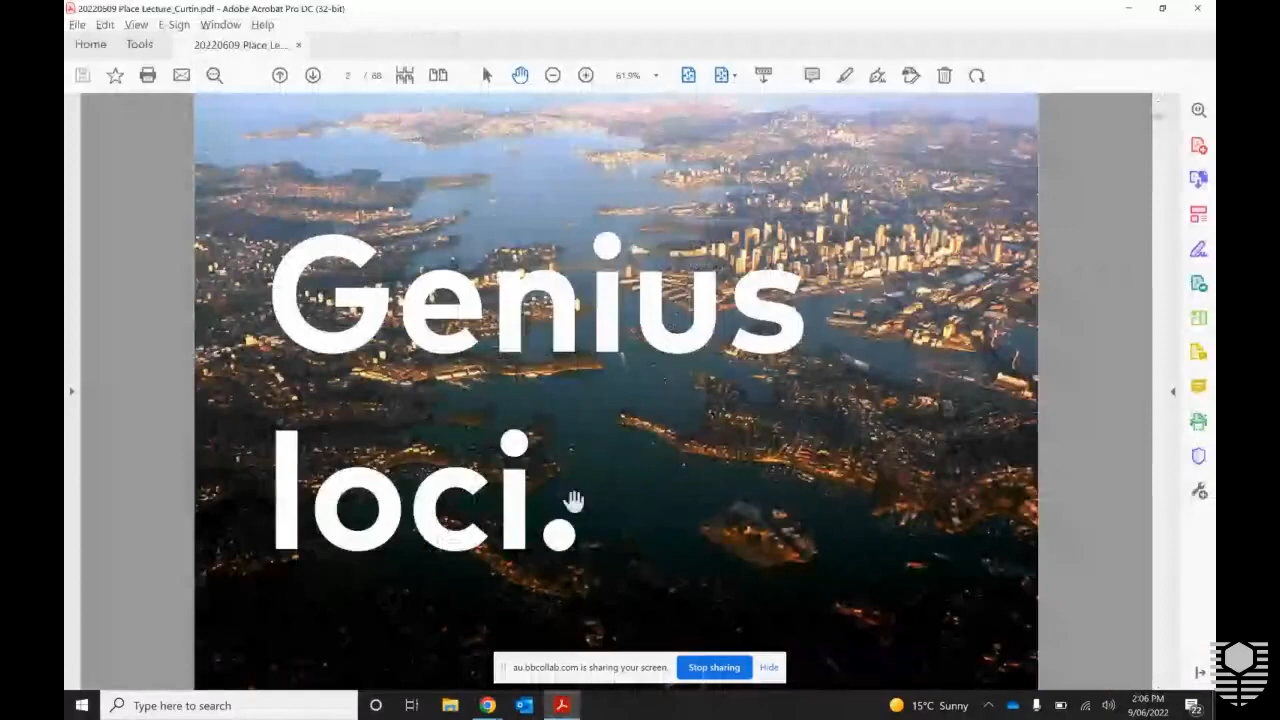 20220609 Place Lecture_Curtin.pdf - Adobe Acrobat Pro DC (32-bit)
File Edit View E-Sign Window Help
Home Tools 20220609 Place Le... ×
2 / 68 61.9%
Genius
loci.
au.bbcollab.com is sharing your screen. Stop sharing Hide
Type here to search
15°C Sunny
2:06 PM
9/06/2022
22